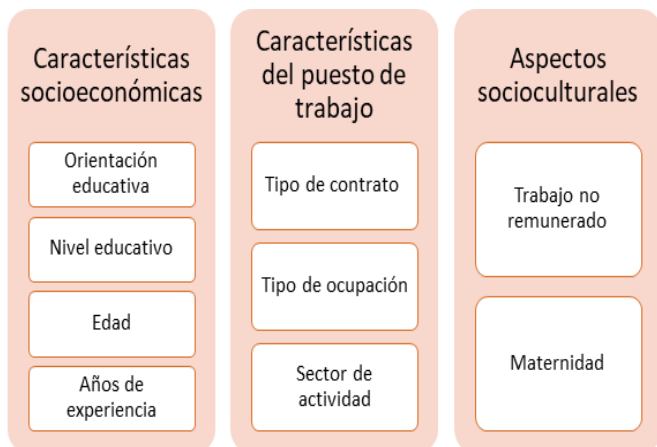 Características
socioeconómicas
Orientación
educativa
Nivel educativo
Edad
Años de
experiencia
Características
del puesto de
trabajo
Tipo de contrato
Tipo de ocupación
Sector de
actividad
Aspectos
socioculturales
Trabajo no
remunerado
Maternidad